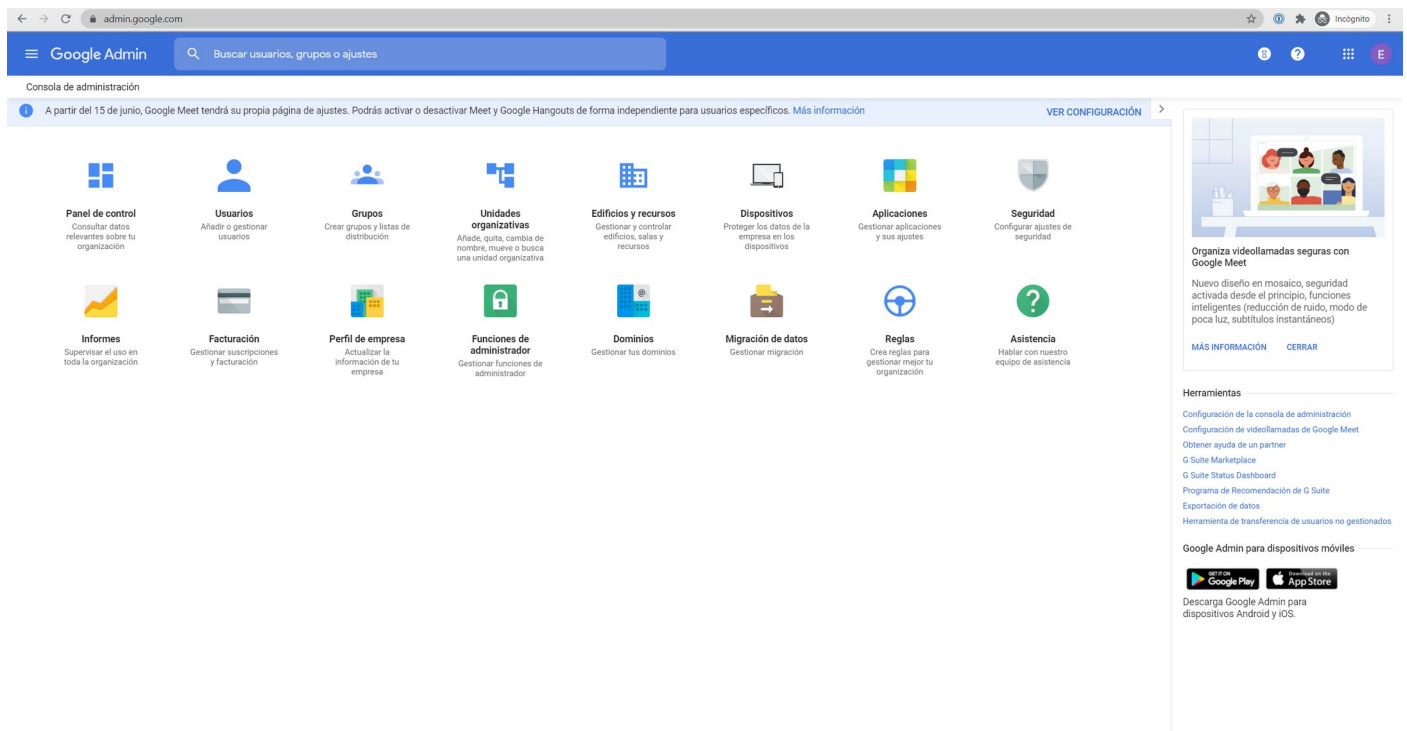 admin.google.com
Incógnito
Google Admin
Buscar usuarios, grupos o ajustes
8
?
E
Consola de administración
A partir del 15 de junio, Google Meet tendrá su propia página de ajustes. Podrás activar o desactivar Meet y Google Hangouts de forma independiente para usuarios específicos. Más información
VER CONFIGURACIÓN
Panel de control
Consultar datos
relevantes sobre tu
organización
Usuarios
Añadir o gestionar
usuarios
Grupos
Crear grupos y listas de
distribución
Unidades
organizativas
Añade, quita, cambia de
nombre, mueve o busca
una unidad organizativa
Edificios y recursos
Gestionar y controlar
edificios, salas y
recursos
Dispositivos
Proteger los datos de la
empresa en los
dispositivos
Aplicaciones
Gestionar aplicaciones
y sus ajustes
Seguridad
Configurar ajustes de
seguridad
Informes
Supervisar el uso en
toda la organización
Facturación
Gestionar suscripciones
y facturación
Perfil de empresa
Actualizar la
información de tu
empresa
Funciones de
administrador
Gestionar funciones de
administrador
@
Dominios
Gestionar tus dominios
Migración de datos
Gestionar migración
Reglas
Crea reglas para
gestionar mejor tu
organización
?
Asistencia
Hablar con nuestro
equipo de asistencia
Organiza videollamadas seguras con
Google Meet
Nuevo diseño en mosaico, seguridad
activada desde el principio, funciones
inteligentes (reducción de ruido, modo de
poca luz, subtítulos instantáneos)
MÁS INFORMACIÓN CERRAR
Herramientas
Configuración de la consola de administración
Configuración de videollamadas de Google Meet
Obtener ayuda de un partner
G Suite Marketplace
G Suite Status Dashboard
Programa de Recomendación de G Suite
Exportación de datos
Herramienta de transferencia de usuarios no gestionados
Google Admin para dispositivos móviles
GET IT ON
Google Play
Download on the
App Store
Descarga Google Admin para
dispositivos Android y iOS.